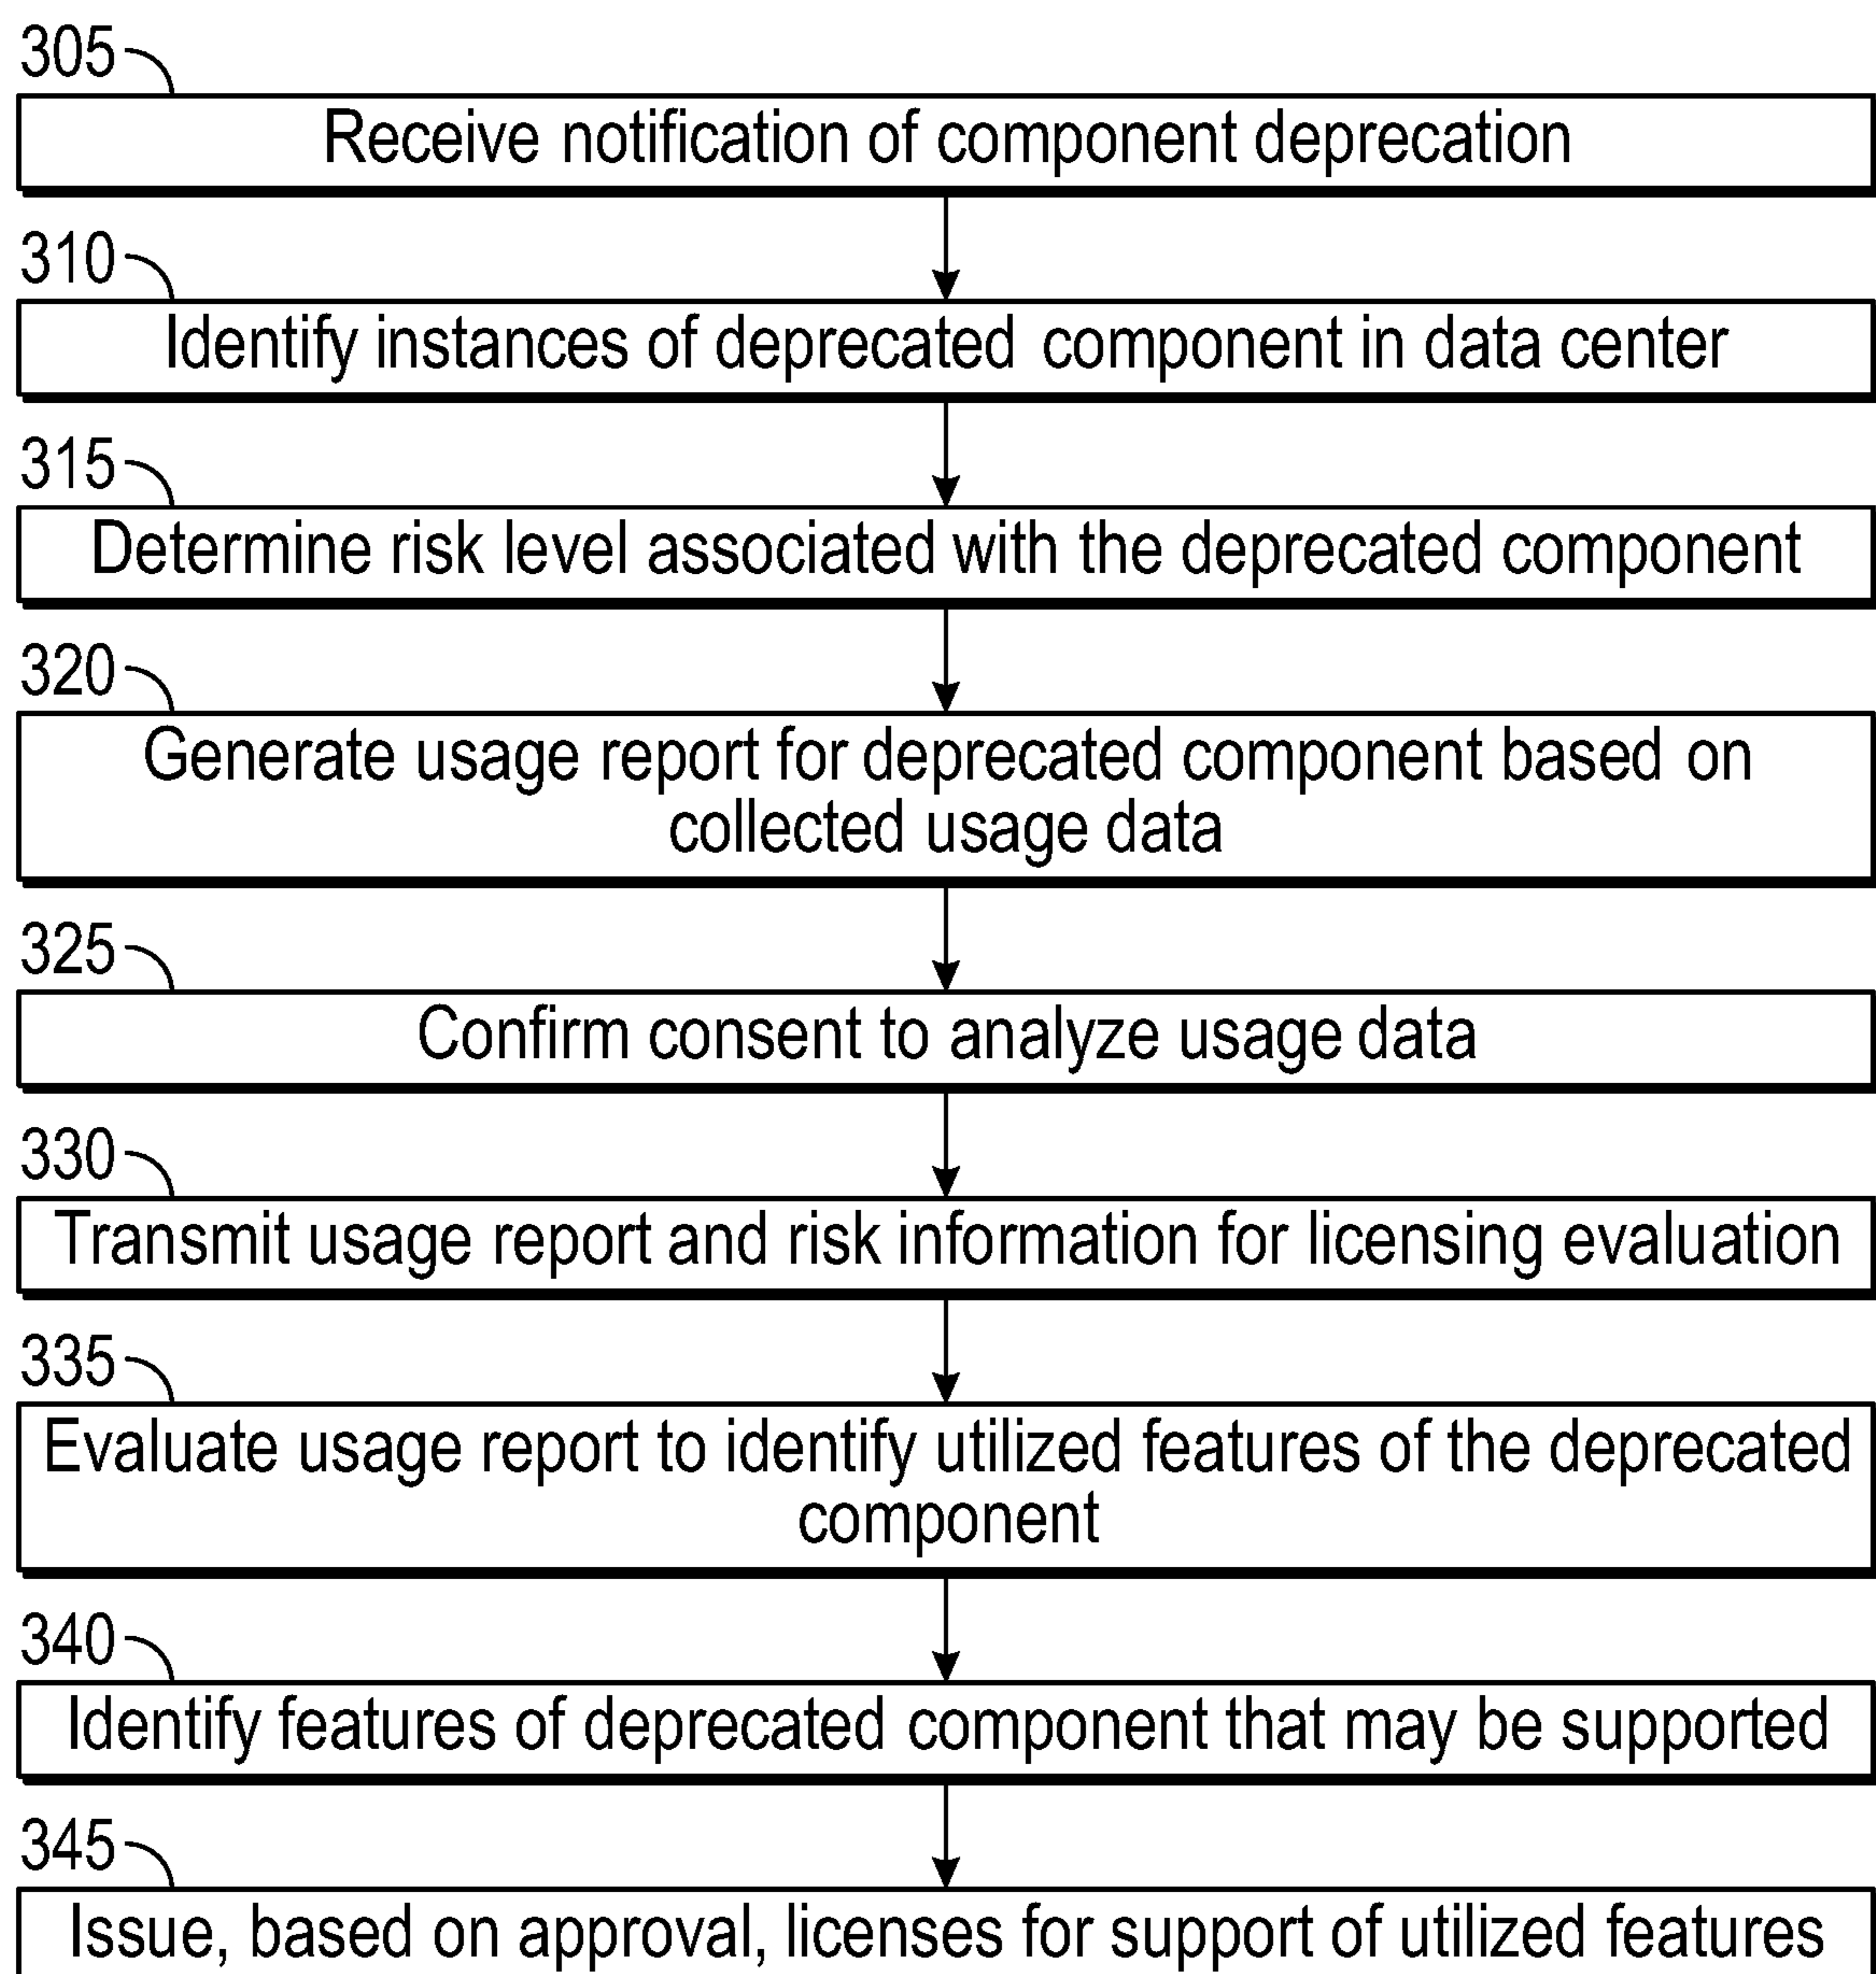 305
Receive notification of component deprecation
310
Identify instances of deprecated component in data center
315
Determine risk level associated with the deprecated component
320
Generate usage report for deprecated component based on
collected usage data
325
Confirm consent to analyze usage data
330
Transmit usage report and risk information for licensing evaluation
335
Evaluate usage report to identify utilized features of the deprecated
component
340
Identify features of deprecated component that may be supported
345
Issue, based on approval, licenses for support of utilized features